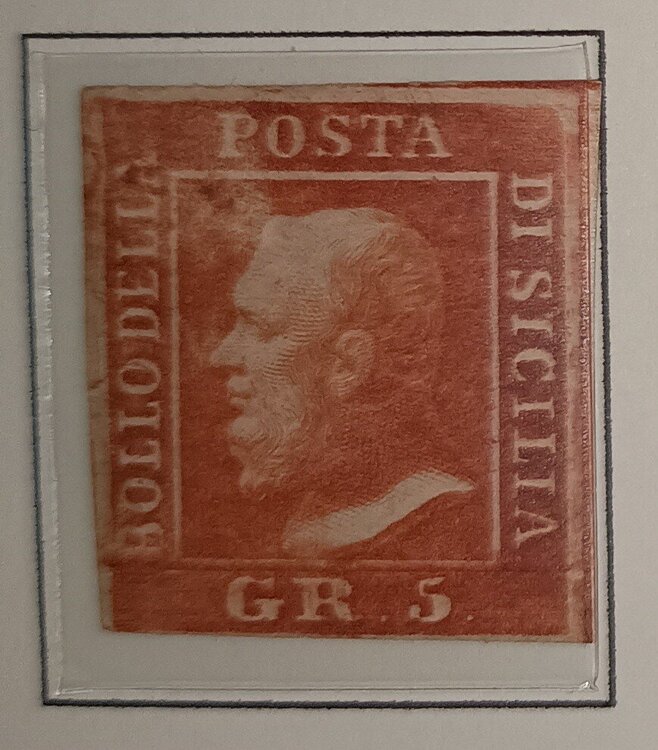 BOLLO DELLA
POSTA
DI SICILIA
GR. 5.